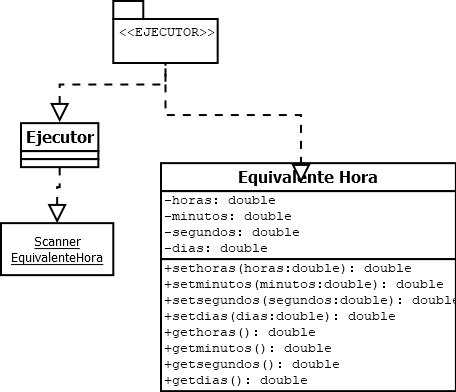 <<EJECUTOR>>
Ejecutor
Scanner
EquivalenteHora
Equivalente Hora
-horas: double
-minutos: double
-segundos: double
-dias: double
+sethoras(horas:double): double
+setminutos(minutos:double): double
+setsegundos(segundos:double): double
+setdias(dias:double): double
+gethoras(): double
+getminutos(): double
+getsegundos(): double
+getdias(): double